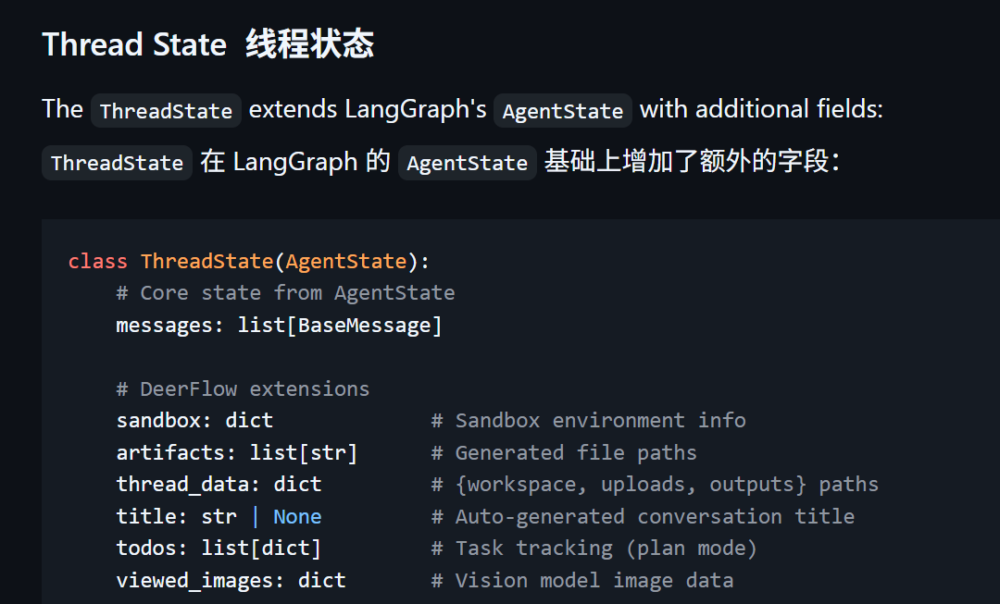 Thread State 线程状态
The ThreadState extends LangGraph's AgentState with additional fields:
ThreadState 在 LangGraph 的 AgentState 基础上增加了额外的字段：
class ThreadState(AgentState):
    # Core state from AgentState
    messages: list[BaseMessage]

    # DeerFlow extensions
    sandbox: dict             # Sandbox environment info
    artifacts: list[str]      # Generated file paths
    thread_data: dict         # {workspace, uploads, outputs} paths
    title: str | None         # Auto-generated conversation title
    todos: list[dict]         # Task tracking (plan mode)
    viewed_images: dict       # Vision model image data